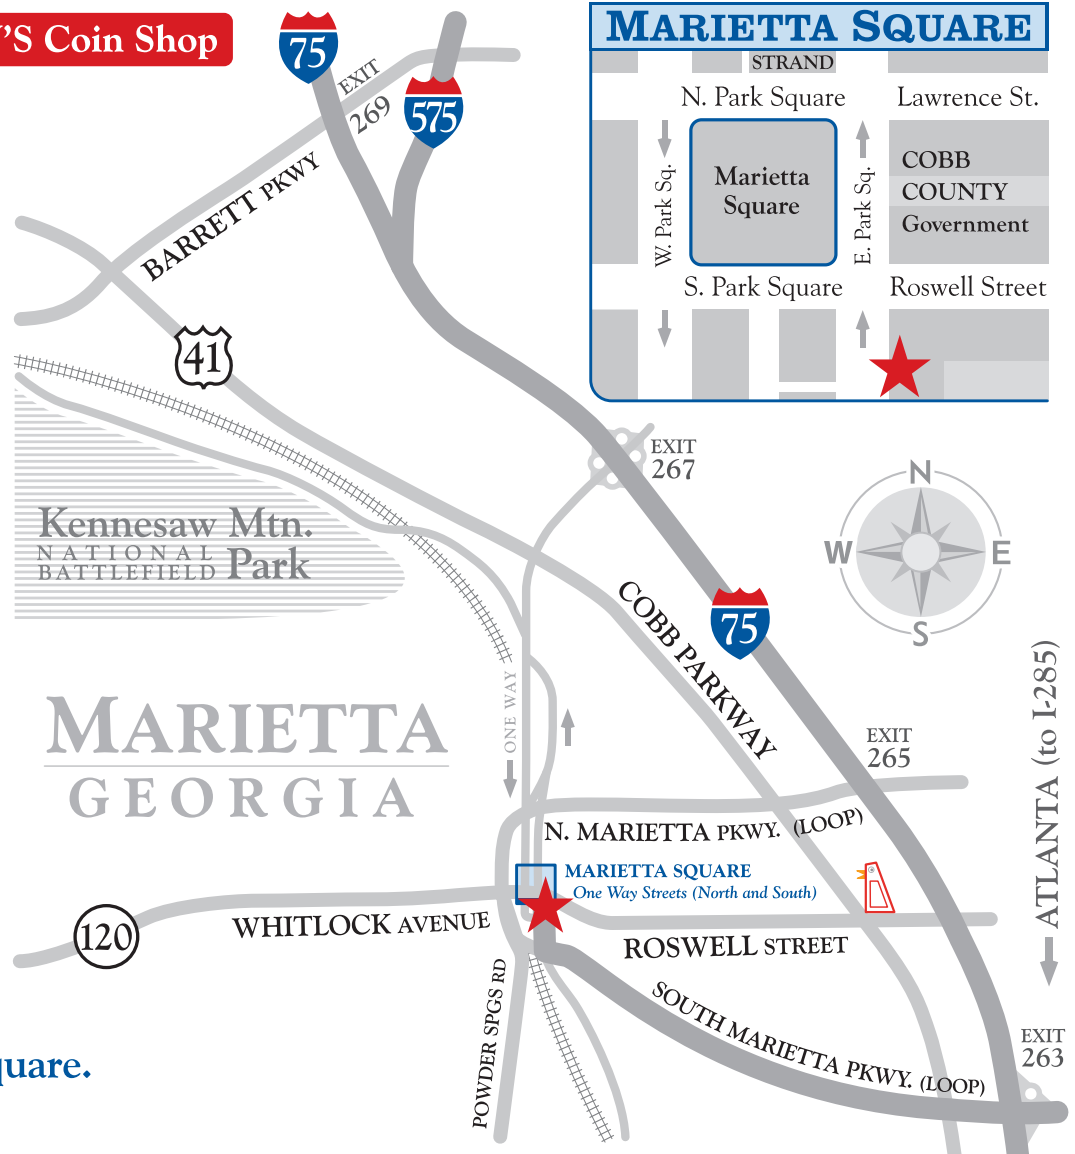 'S Coin Shop
75
EXIT
269
575
BARRETT PKWY
41
MARIETTA SQUARE
STRAND
N. Park Square
Lawrence St.
W. Park Sq.
Marietta
Square
E. Park Sq.
COBB
COUNTY
Government
S. Park Square
Roswell Street
EXIT
267
Kennesaw Mtn.
NATIONAL
BATTLEFIELD
Park
N
W
E
S
COBB PARKWAY
75
MARIETTA
GEORGIA
ONE WAY
EXIT
265
ATLANTA (to I-285)
N. MARIETTA PKWY. (LOOP)
MARIETTA SQUARE
One Way Streets (North and South)
120
WHITLOCK AVENUE
ROSWELL STREET
POWDER SPGS RD
SOUTH MARIETTA PKWY. (LOOP)
EXIT
263
quare.